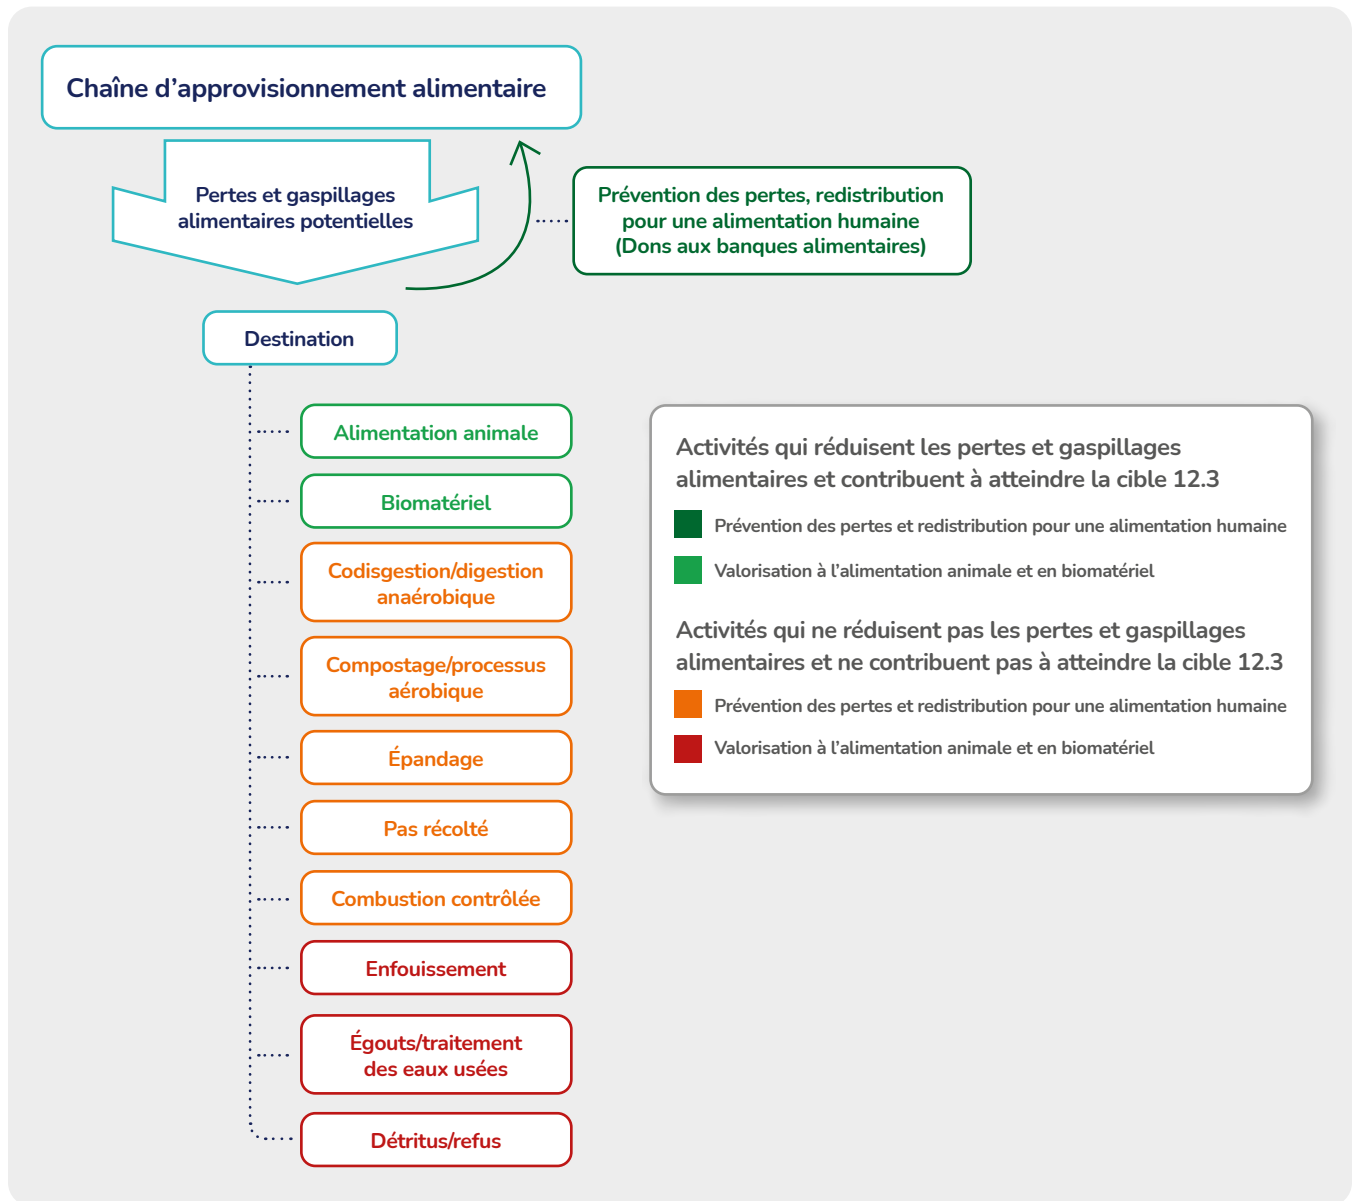 Chaîne d’approvisionnement alimentaire
Pertes et gaspillages
alimentaires potentielles
Prévention des pertes, redistribution
pour une alimentation humaine
(Dons aux banques alimentaires)
Destination
Alimentation animale
Biomatériel
Codisgestion/digestion
anaérobique
Compostage/processus
aérobique
Épandage
Pas récolté
Combustion contrôlée
Enfouissement
Égouts/traitement
des eaux usées
Détritus/refus
Activités qui réduisent les pertes et gaspillages
alimentaires et contribuent à atteindre la cible 12.3
Prévention des pertes et redistribution pour une alimentation humaine
Valorisation à l’alimentation animale et en biomatériel
Activités qui ne réduisent pas les pertes et gaspillages
alimentaires et ne contribuent pas à atteindre la cible 12.3
Prévention des pertes et redistribution pour une alimentation humaine
Valorisation à l’alimentation animale et en biomatériel